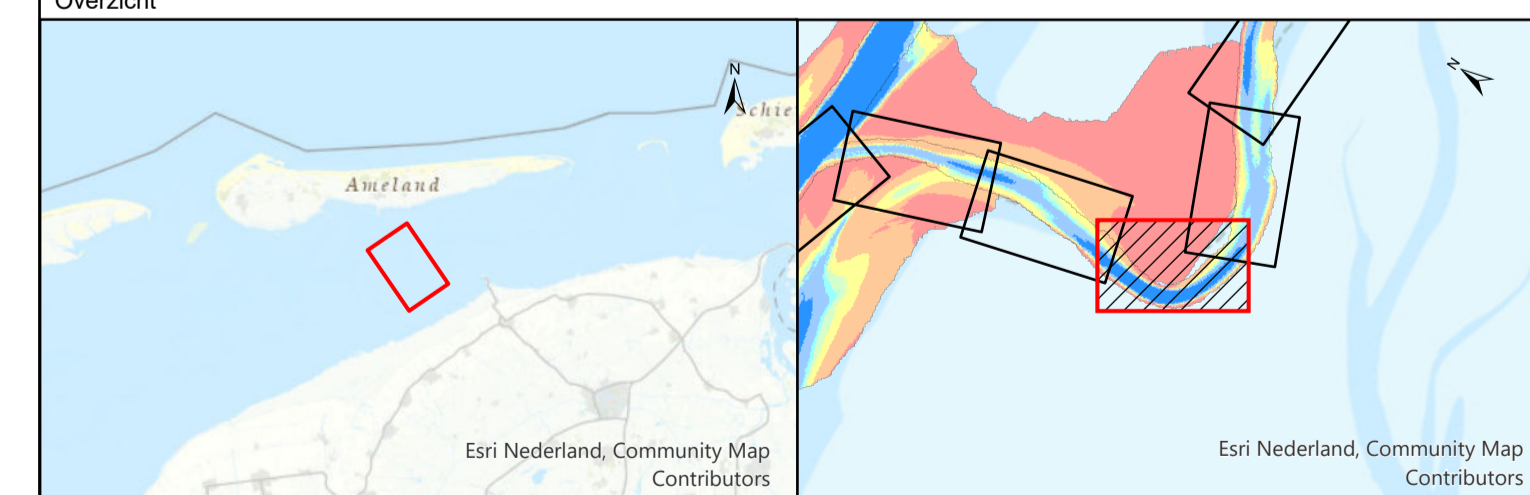 Overzicht
N
Schie
Ameland
Esri Nederland, Community Map
Contributors
N
Esri Nederland, Community Map
Contributors